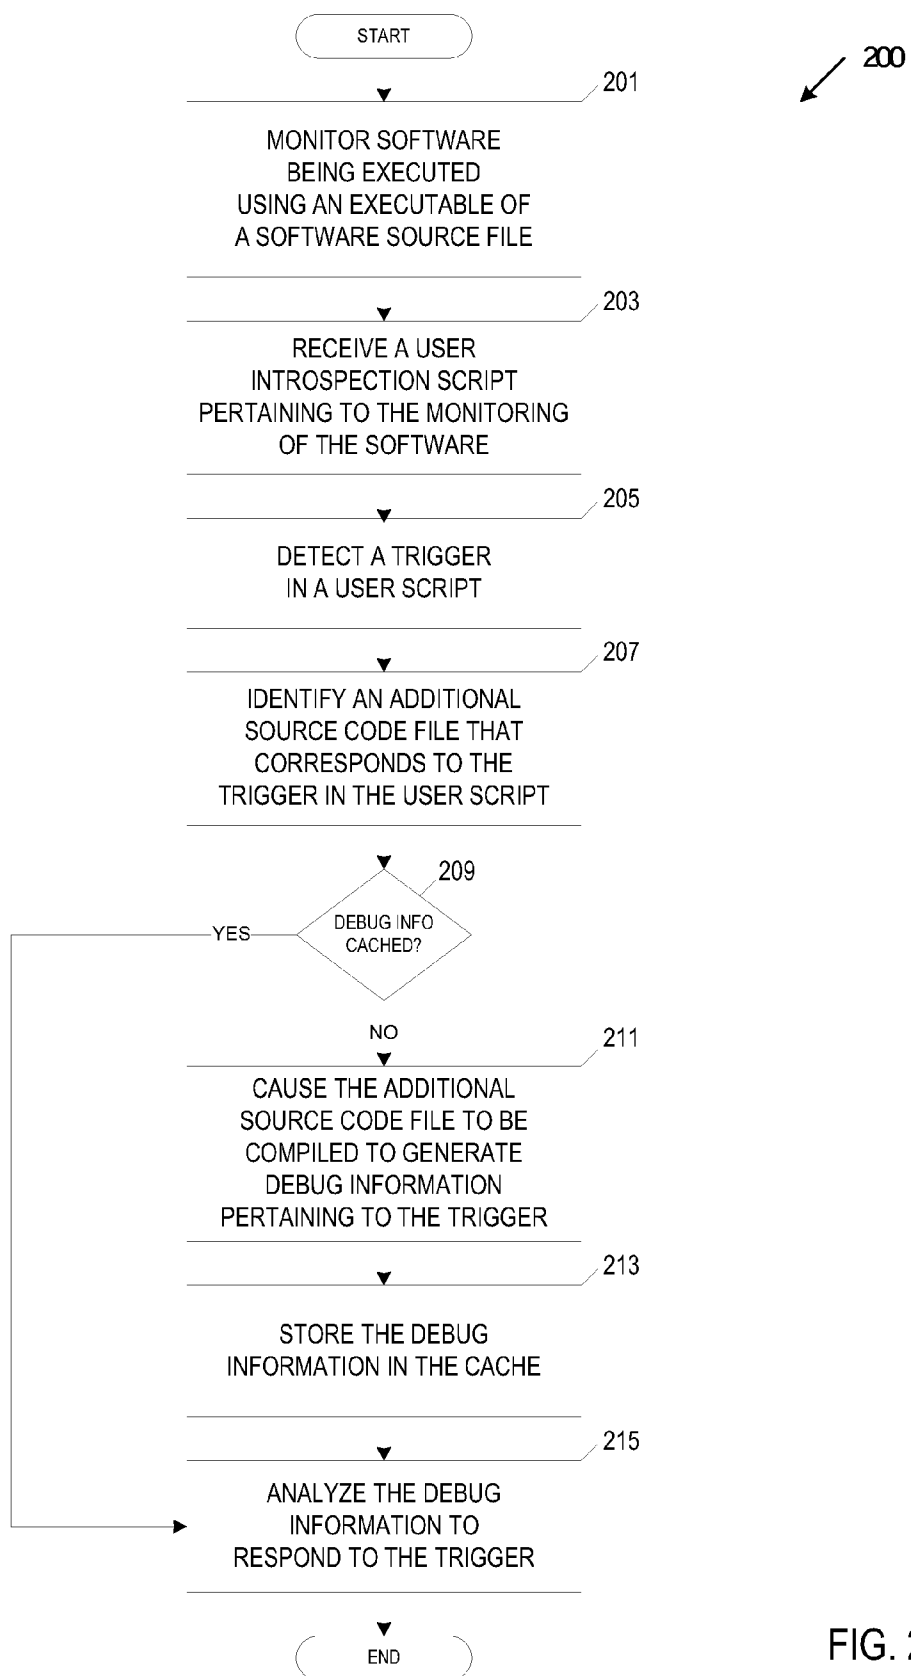 START
200
201
MONITOR SOFTWARE
BEING EXECUTED
USING AN EXECUTABLE OF
A SOFTWARE SOURCE FILE
203
RECEIVE A USER
INTROSPECTION SCRIPT
PERTAINING TO THE MONITORING
OF THE SOFTWARE
205
DETECT A TRIGGER
IN A USER SCRIPT
207
IDENTIFY AN ADDITIONAL
SOURCE CODE FILE THAT
CORRESPONDS TO THE
TRIGGER IN THE USER SCRIPT
209
DEBUG INFO
CACHED?
YES
NO
211
CAUSE THE ADDITIONAL
SOURCE CODE FILE TO BE
COMPILED TO GENERATE
DEBUG INFORMATION
PERTAINING TO THE TRIGGER
213
STORE THE DEBUG
INFORMATION IN THE CACHE
215
ANALYZE THE DEBUG
INFORMATION TO
RESPOND TO THE TRIGGER
END
FIG. 2